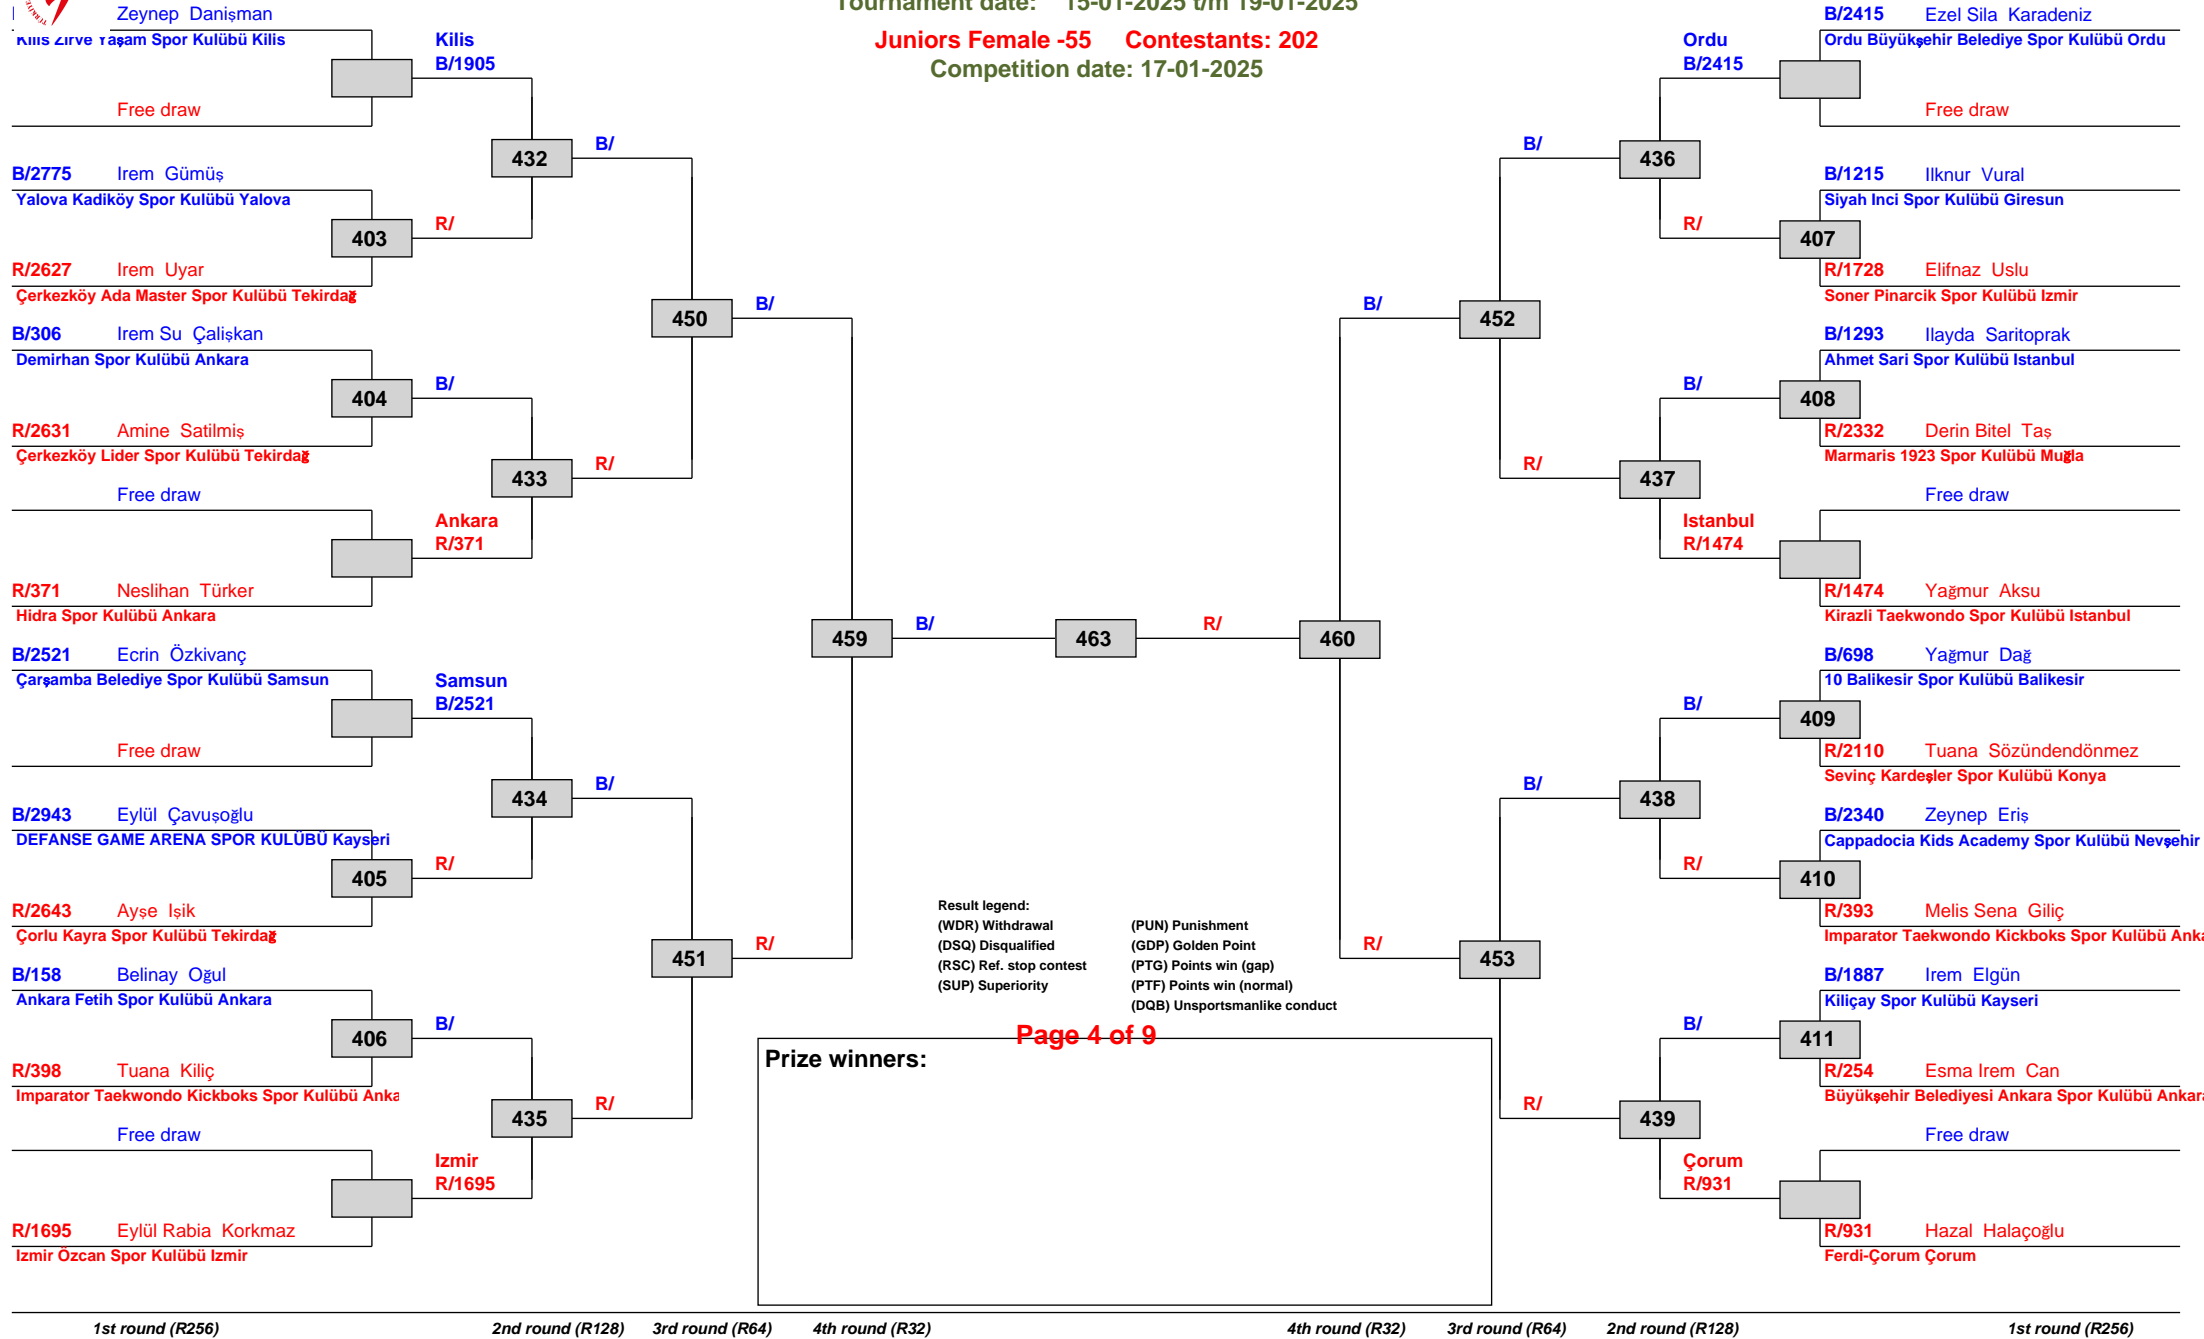 Tournament date: 15-01-2025 t/m 19-01-2025
Juniors Female -55 Contestants: 202
Competition date: 17-01-2025
Zeynep Danişman
Kilis Zirve Yaşam Spor Kulübü Kilis
Free draw
Kilis
B/1905
432
B/
B/2775 Irem Gümüş
Yalova Kadiköy Spor Kulübü Yalova
403
R/
R/2627 Irem Uyar
Çerkezköy Ada Master Spor Kulübü Tekirdağ
450
B/
B/306 Irem Su Çalişkan
Demirhan Spor Kulübü Ankara
404
B/
R/2631 Amine Satilmiş
Çerkezköy Lider Spor Kulübü Tekirdağ
433
R/
Free draw
Ankara
R/371
R/371 Neslihan Türker
Hidra Spor Kulübü Ankara
459
B/
463
R/
460
B/2521 Ecrin Özkivanç
Çarşamba Belediye Spor Kulübü Samsun
Samsun
B/2521
Free draw
434
B/
B/2943 Eylül Çavuşoğlu
DEFANSE GAME ARENA SPOR KULÜBÜ Kayseri
405
R/
R/2643 Ayşe Işik
Çorlu Kayra Spor Kulübü Tekirdağ
451
R/
B/158 Belinay Oğul
Ankara Fetih Spor Kulübü Ankara
406
B/
R/398 Tuana Kiliç
Imparator Taekwondo Kickboks Spor Kulübü Anka
435
R/
Free draw
Izmir
R/1695
R/1695 Eylül Rabia Korkmaz
Izmir Özcan Spor Kulübü Izmir
B/2415 Ezel Sila Karadeniz
Ordu Büyükşehir Belediye Spor Kulübü Ordu
Ordu
B/2415
Free draw
B/
436
B/1215 Ilknur Vural
Siyah Inci Spor Kulübü Giresun
R/
407
R/1728 Elifnaz Uslu
Soner Pinarcik Spor Kulübü Izmir
B/
452
B/1293 Ilayda Saritoprak
Ahmet Sari Spor Kulübü Istanbul
B/
408
R/2332 Derin Bitel Taş
Marmaris 1923 Spor Kulübü Muğla
R/
437
Free draw
Istanbul
R/1474
R/1474 Yağmur Aksu
Kirazli Taekwondo Spor Kulübü Istanbul
B/698 Yağmur Dağ
10 Balikesir Spor Kulübü Balikesir
B/
409
R/2110 Tuana Sözündendönmez
Sevinç Kardeşler Spor Kulübü Konya
B/
438
B/2340 Zeynep Eriş
Cappadocia Kids Academy Spor Kulübü Nevşehir
R/
410
R/393 Melis Sena Giliç
Imparator Taekwondo Kickboks Spor Kulübü Anka
R/
453
B/1887 Irem Elgün
Kiliçay Spor Kulübü Kayseri
B/
411
R/254 Esma Irem Can
Büyükşehir Belediyesi Ankara Spor Kulübü Ankara
R/
439
Free draw
Çorum
R/931
R/931 Hazal Halaçoğlu
Ferdi-Çorum Çorum
Result legend:
(WDR) Withdrawal (PUN) Punishment
(DSQ) Disqualified (GDP) Golden Point
(RSC) Ref. stop contest (PTG) Points win (gap)
(SUP) Superiority (PTF) Points win (normal)
(DQB) Unsportsmanlike conduct
Page 4 of 9
Prize winners:
1st round (R256) 2nd round (R128) 3rd round (R64) 4th round (R32) 4th round (R32) 3rd round (R64) 2nd round (R128) 1st round (R256)